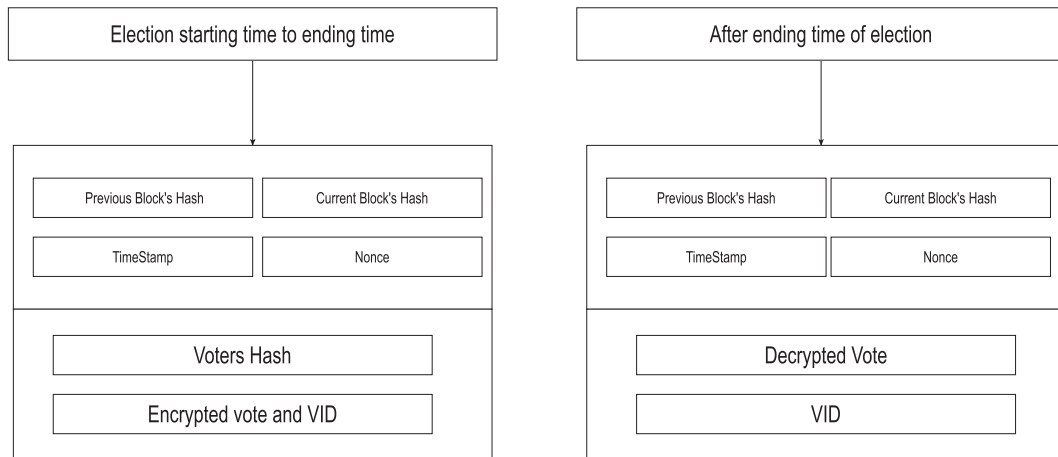 Election starting time to ending time
After ending time of election
Previous Block's Hash
Current Block's Hash
TimeStamp
Nonce
Voters Hash
Encrypted vote and VID
Previous Block's Hash
Current Block's Hash
TimeStamp
Nonce
Decrypted Vote
VID